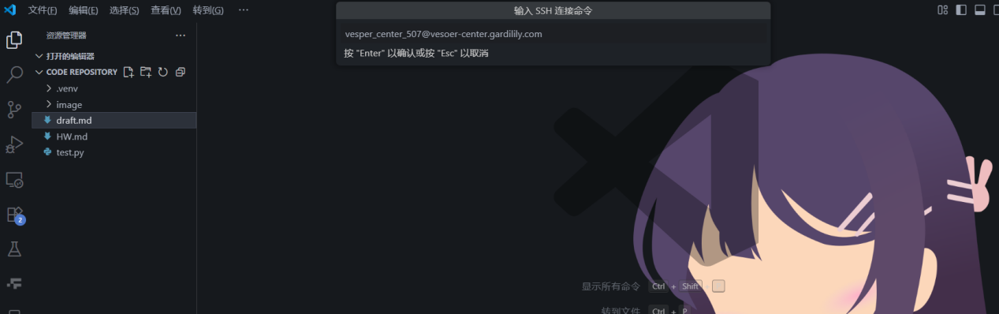 文件(F) 编辑(E) 选择(S) 查看(V) 转到(G) ···
输入 SSH 连接命令
vesper_center_507@vesoer-center.gardilily.com
按 "Enter" 以确认或按 "Esc" 以取消
资源管理器 ···
打开的编辑器
CODE REPOSITORY
.venv
image
draft.md
HW.md
test.py
2
显示所有命令 Ctrl + Shift +
转到文件 Ctrl + P